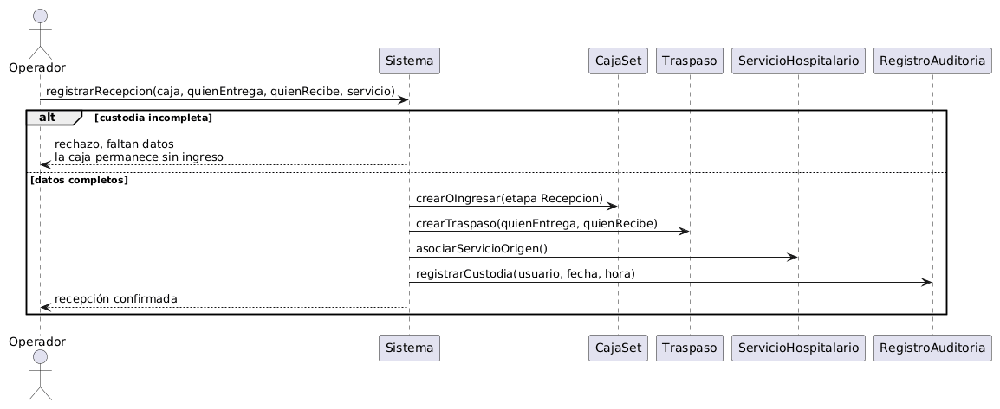 Operador
Sistema
CajaSet
Traspaso
ServicioHospitalario
RegistroAuditoria
registrarRecepcion(caja, quienEntrega, quienRecibe, servicio)
alt
[custodia incompleta]
rechazo, faltan datos
la caja permanece sin ingreso
[datos completos]
crearOIngresar(etapa Recepcion)
crearTraspaso(quienEntrega, quienRecibe)
asociarServicioOrigen()
registrarCustodia(usuario, fecha, hora)
recepción confirmada
Operador
Sistema
CajaSet
Traspaso
ServicioHospitalario
RegistroAuditoria